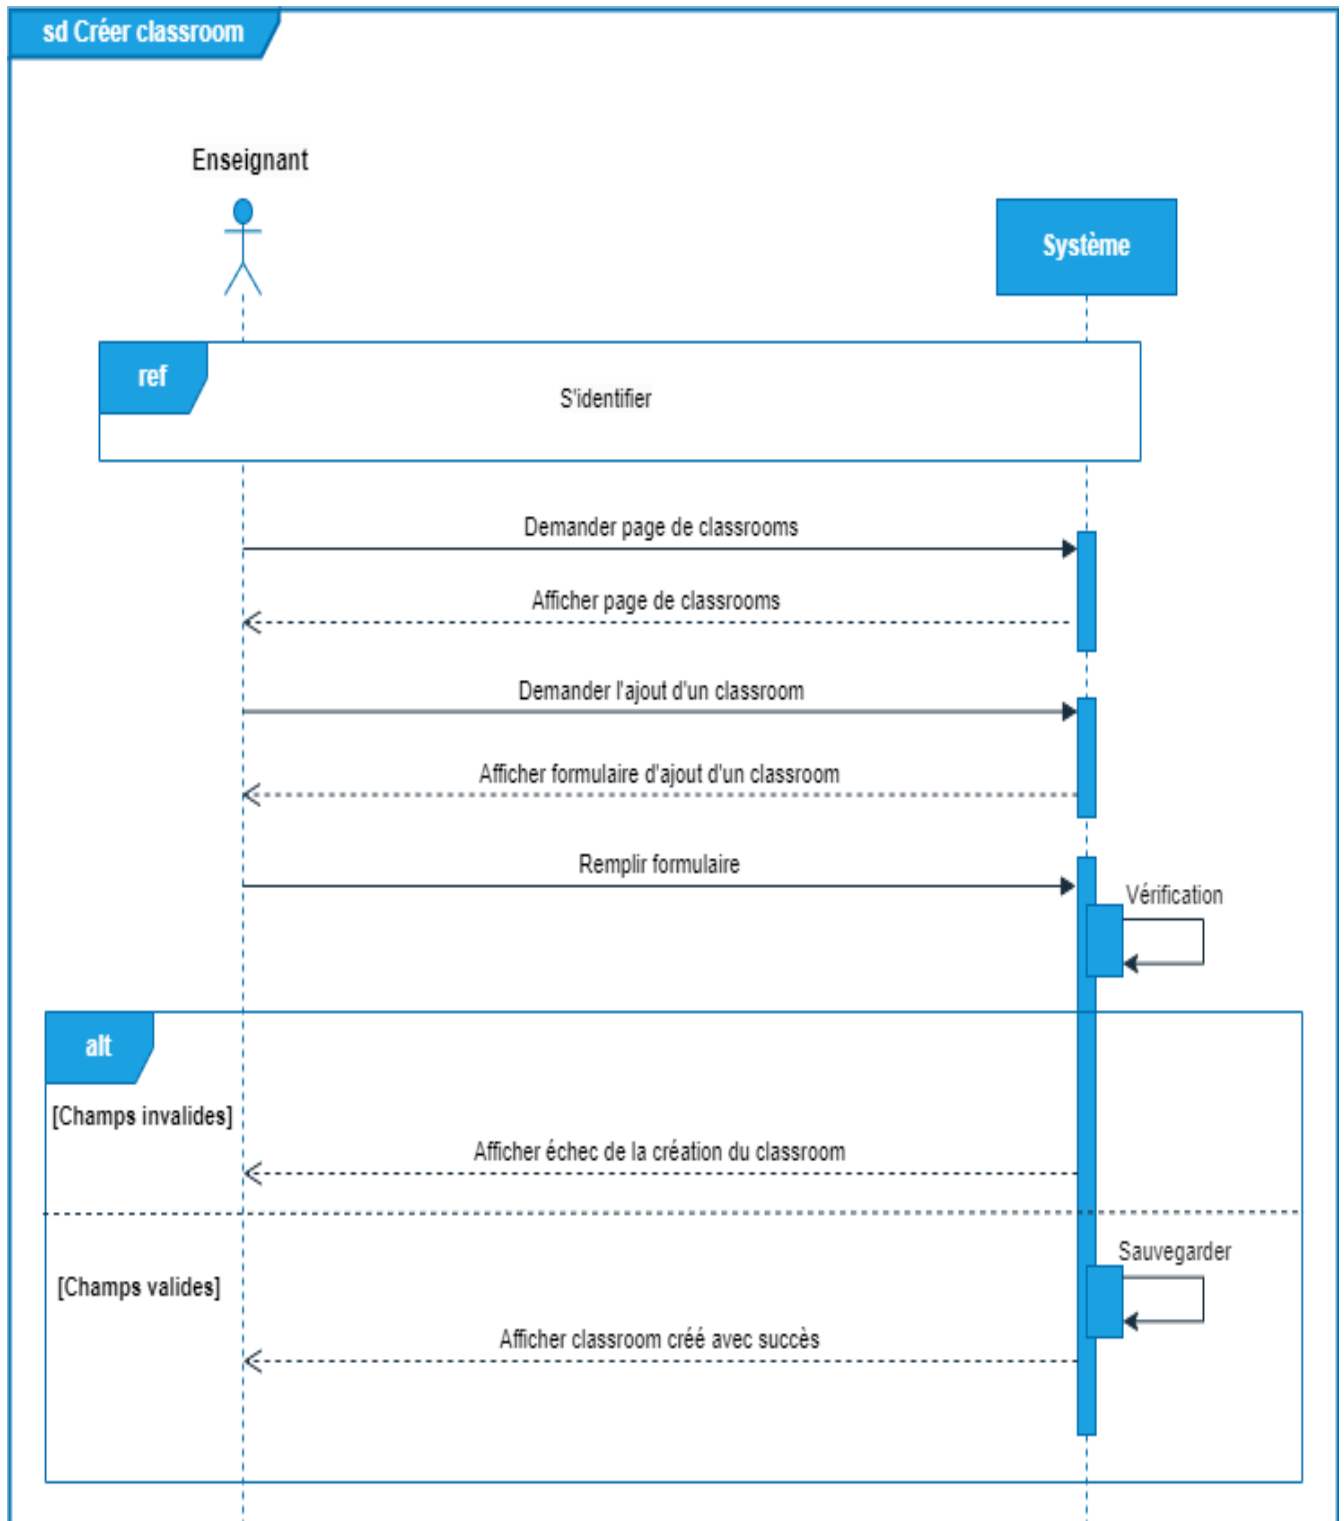 sd Créer classroom
Enseignant
Système
ref
S'identifier
Demander page de classrooms
Afficher page de classrooms
Demander l'ajout d'un classroom
Afficher formulaire d'ajout d'un classroom
Remplir formulaire
Vérification
alt
[Champs invalides]
Afficher échec de la création du classroom
Sauvegarder
[Champs valides]
Afficher classroom créé avec succès